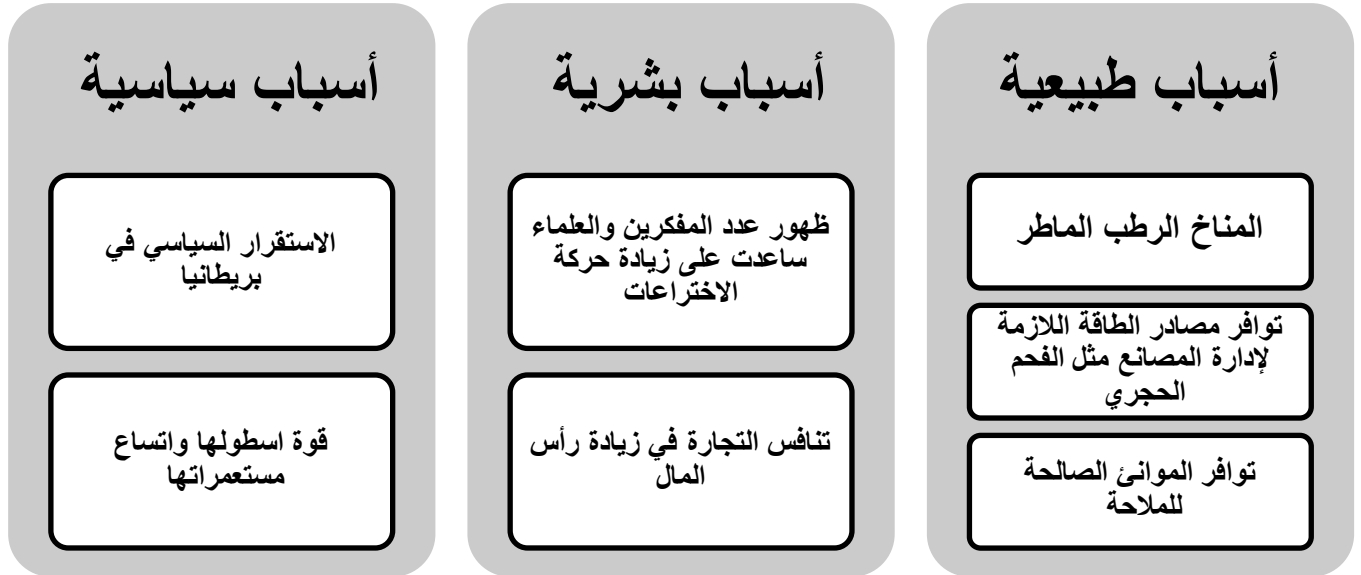 أسباب طبيعية
المناخ الرطب الماطر
توافر مصادر الطاقة اللازمة
لإدارة المصانع مثل الفحم
الحجري
توافر الموانئ الصالحة
للملاحة
أسباب بشرية
ظهور عدد المفكرين والعلماء
ساعدت على زيادة حركة
الاختراعات
تنافس التجارة في زيادة رأس
المال
أسباب سياسية
الاستقرار السياسي في
بريطانيا
قوة اسطولها واتساع
مستعمراتها